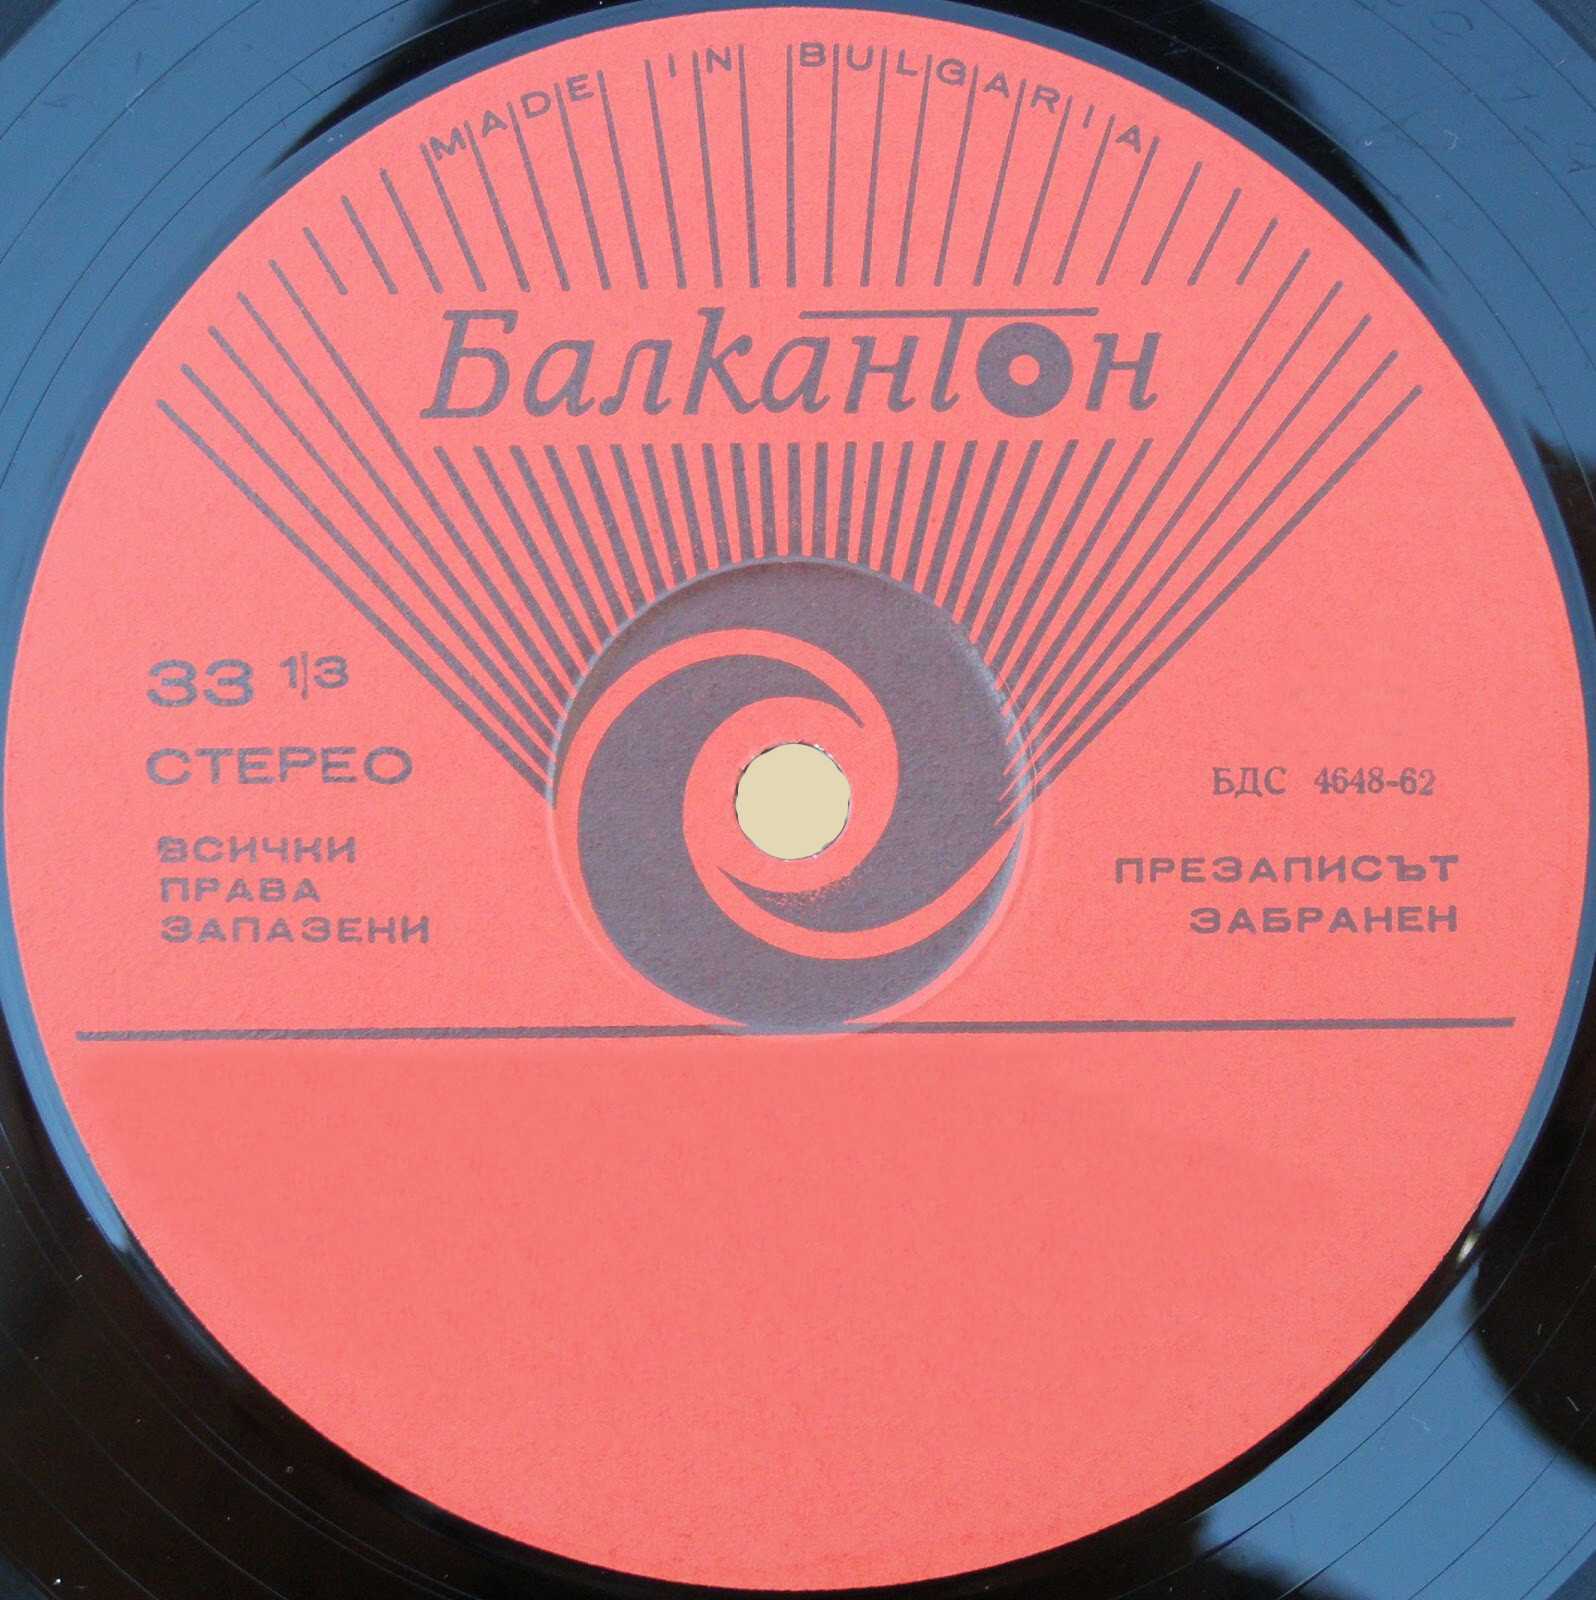 MADE IN BULGARIA
Балкантон
33 1/3
СТЕРЕО
ВСИЧКИ
ПРАВА
ЗАПАЗЕНИ
БДС 4648-62
ПРЕЗАПИСЪТ
ЗАБРАНЕН